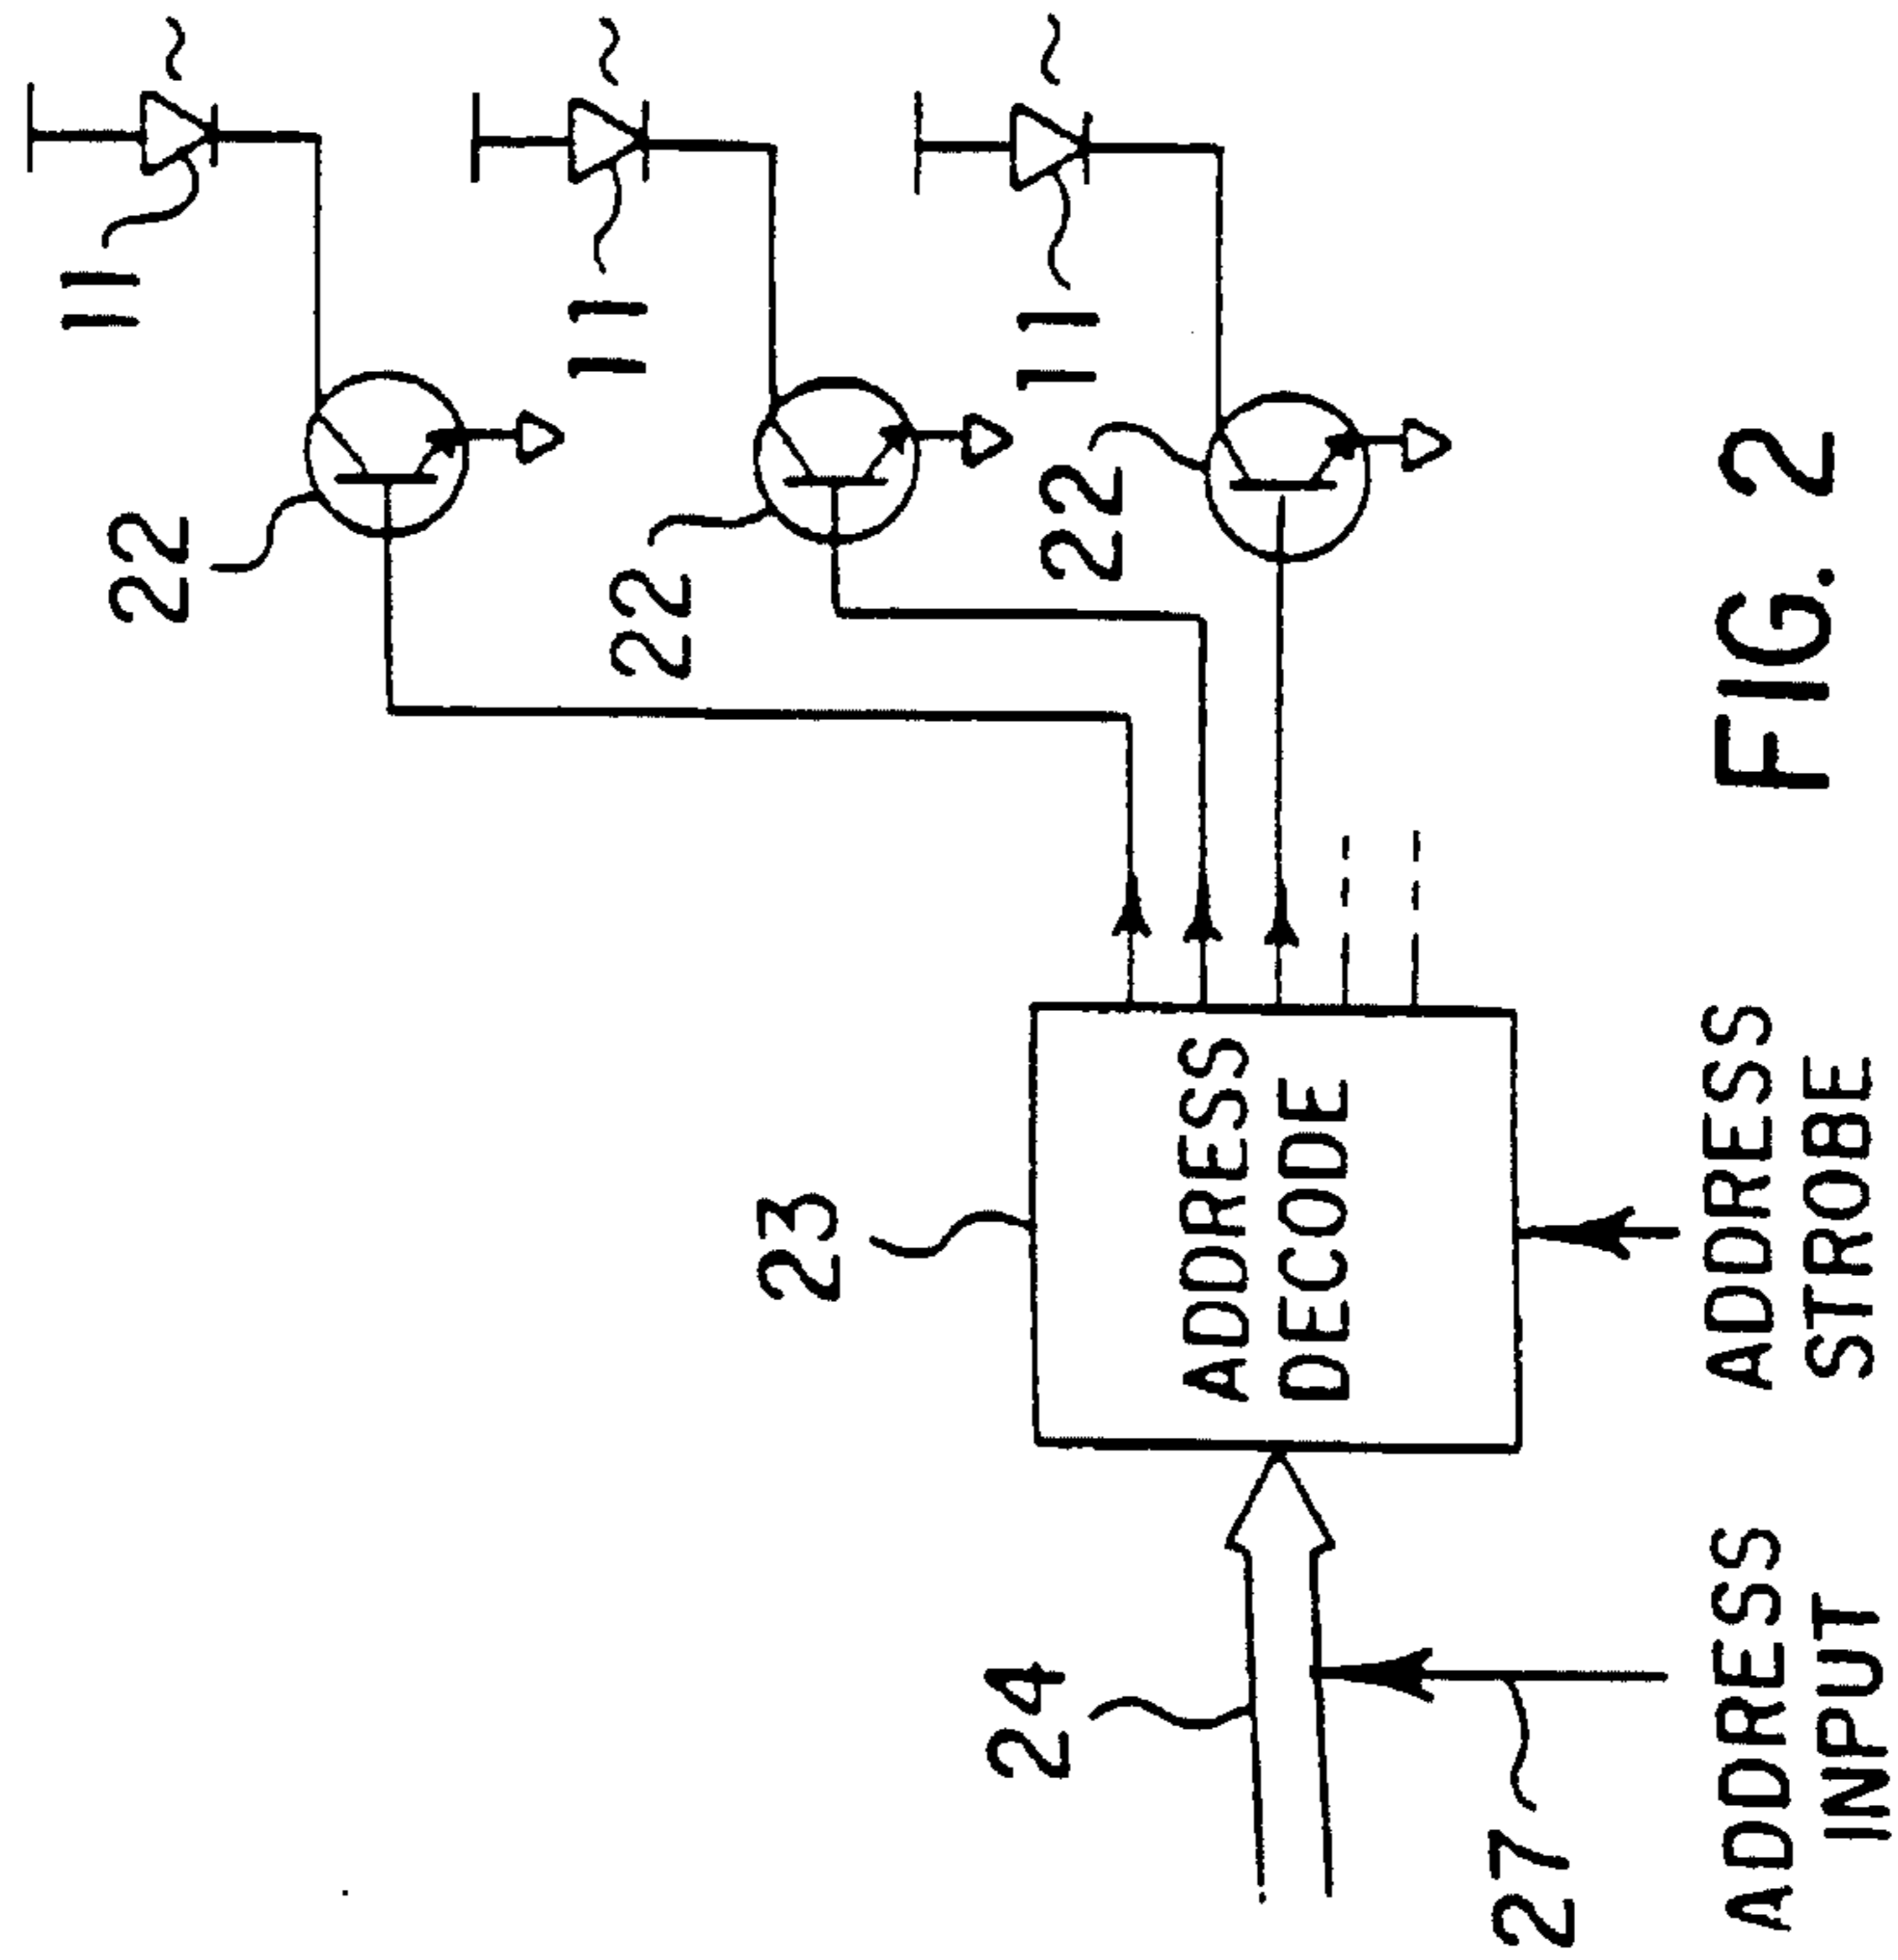 11
22
11
22
11
22
23
ADDRESS
DECODE
24
27
ADDRESS
INPUT
ADDRESS
STROBE
FIG. 2